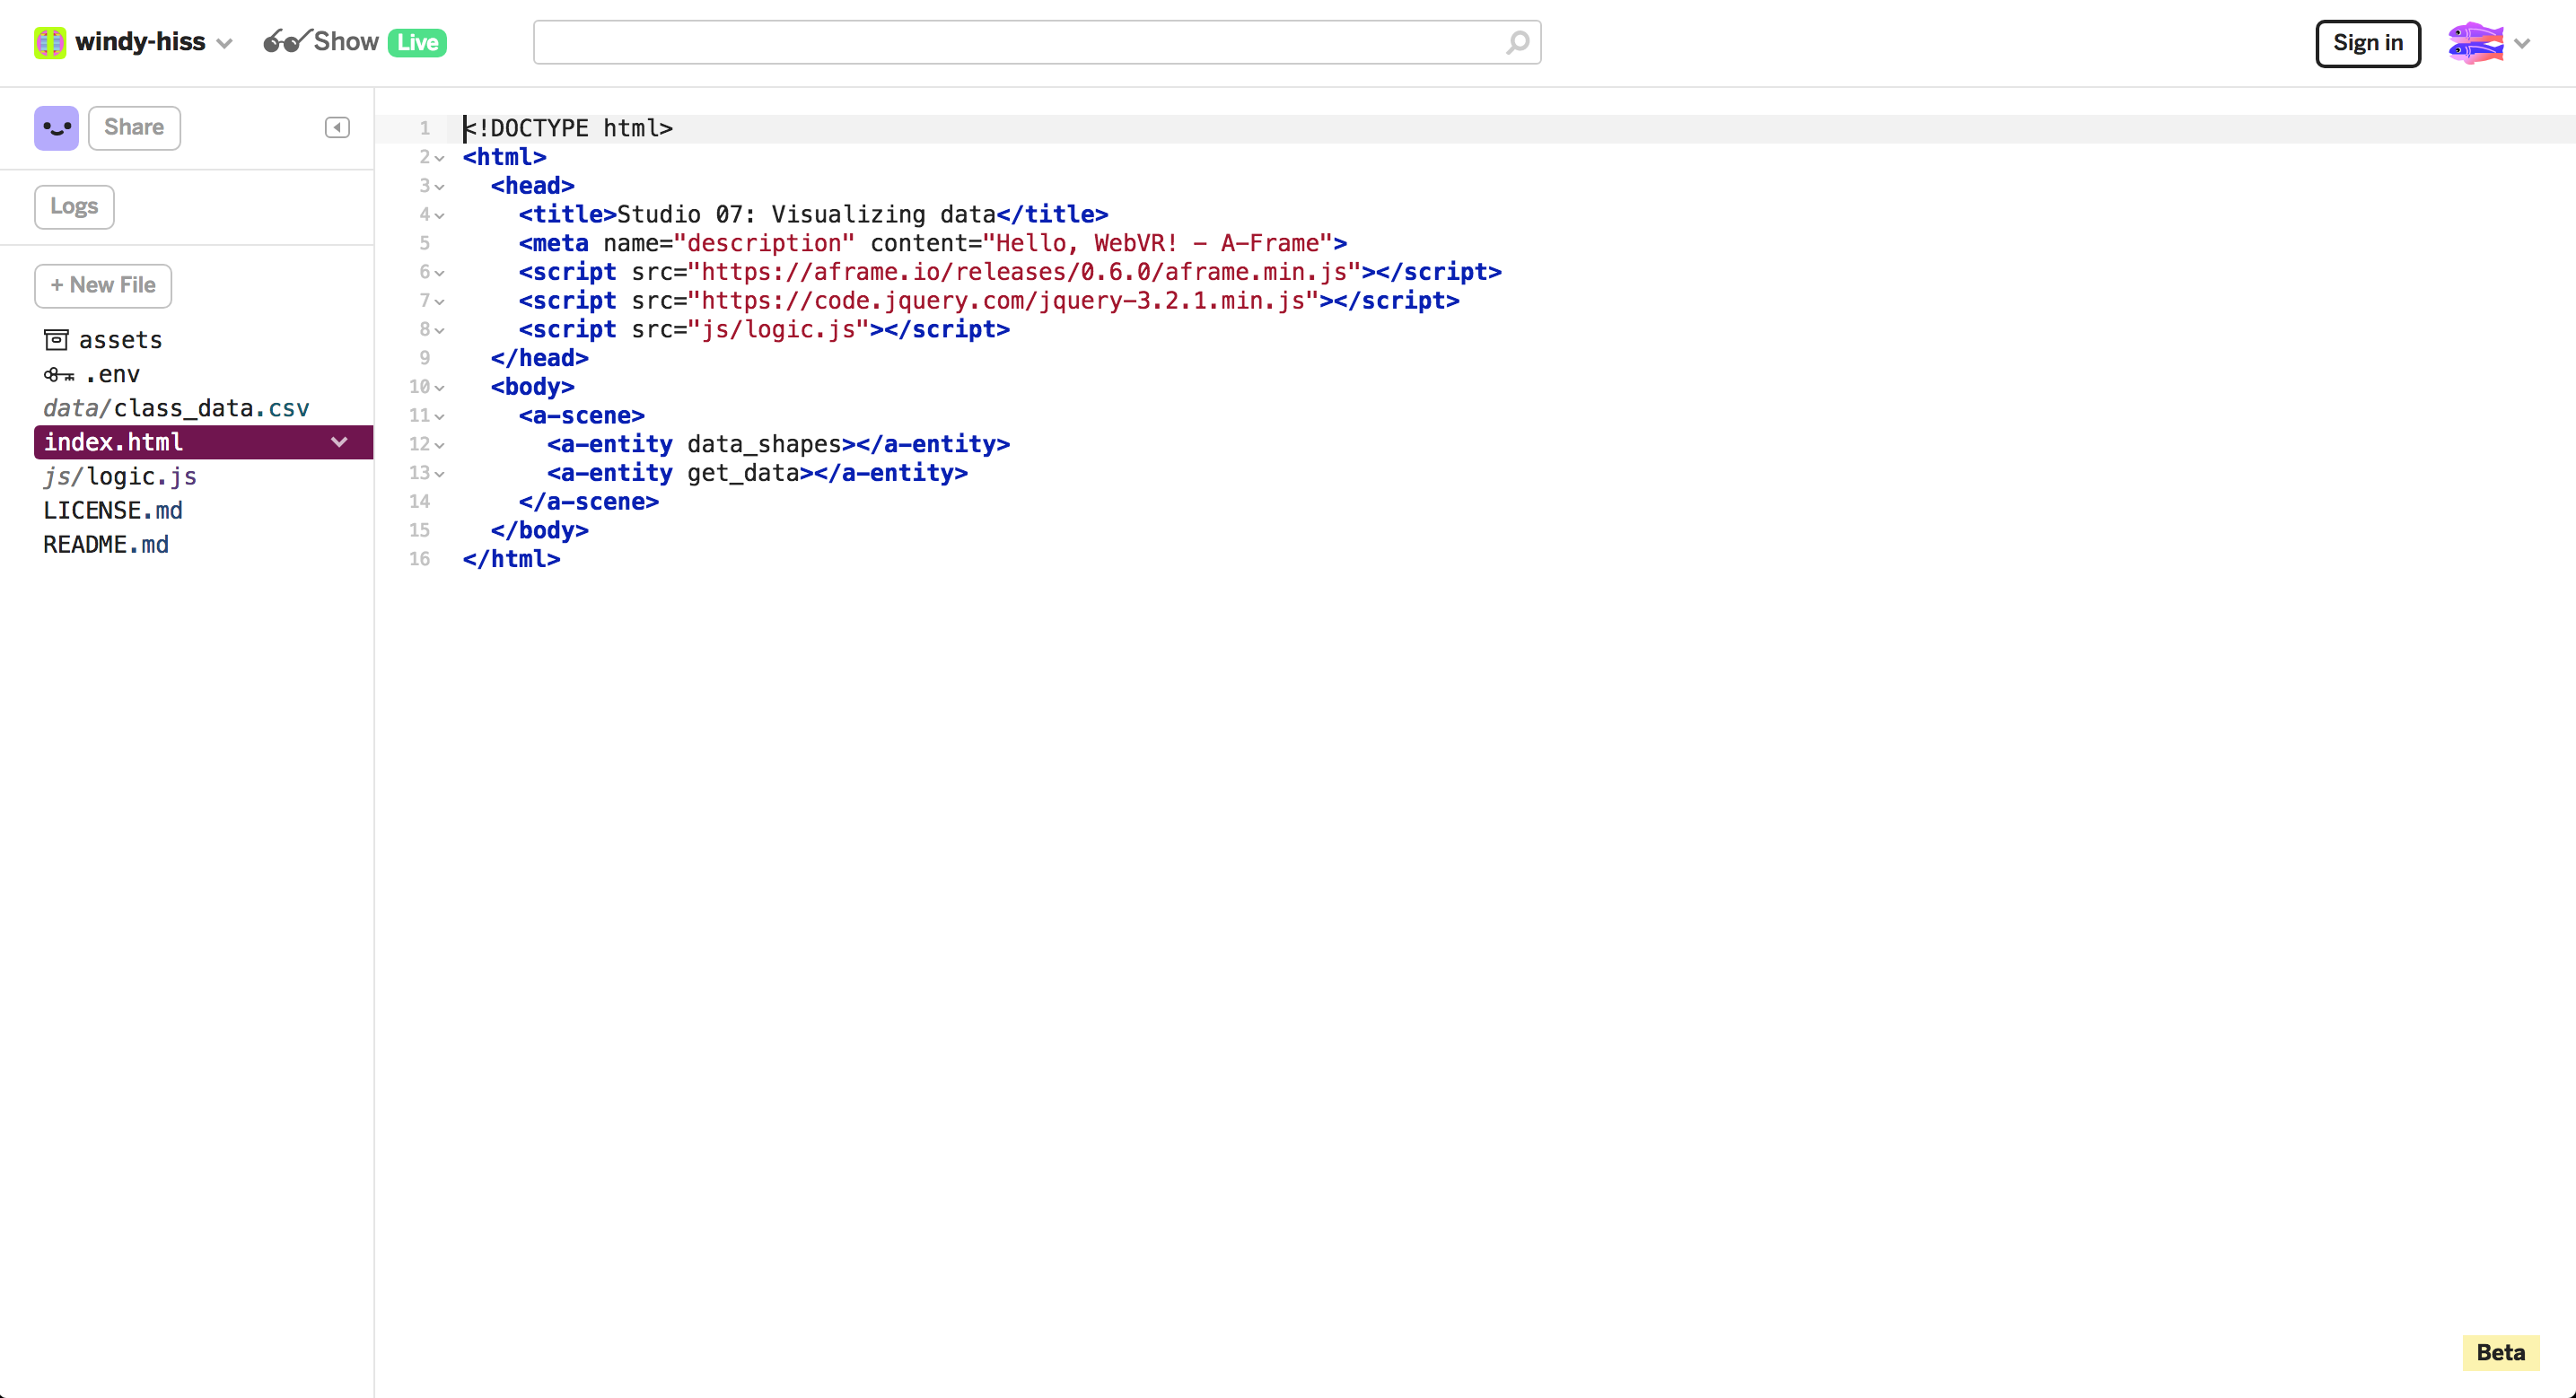 windy-hiss Show Live
Sign in
Share
Logs
+ New File
assets
.env
data/class_data.csv
index.html
js/logic.js
LICENSE.md
README.md
1 <!DOCTYPE html>
2 <html>
3 <head>
4 <title>Studio 07: Visualizing data</title>
5 <meta name="description" content="Hello, WebVR! - A-Frame">
6 <script src="https://aframe.io/releases/0.6.0/aframe.min.js"></script>
7 <script src="https://code.jquery.com/jquery-3.2.1.min.js"></script>
8 <script src="js/logic.js"></script>
9 </head>
10 <body>
11 <a-scene>
12 <a-entity data_shapes></a-entity>
13 <a-entity get_data></a-entity>
14 </a-scene>
15 </body>
16 </html>
Beta